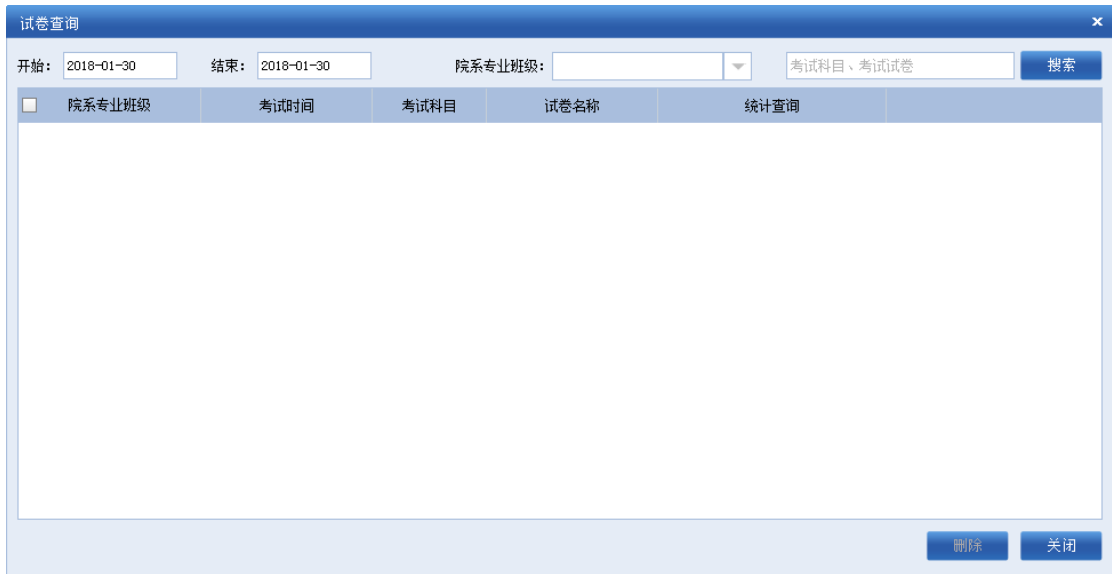 试卷查询
开始： 2018-01-30 结束： 2018-01-30 院系专业班级： 考试科目、考试试卷 搜索
院系专业班级 考试时间 考试科目 试卷名称 统计查询
删除 关闭